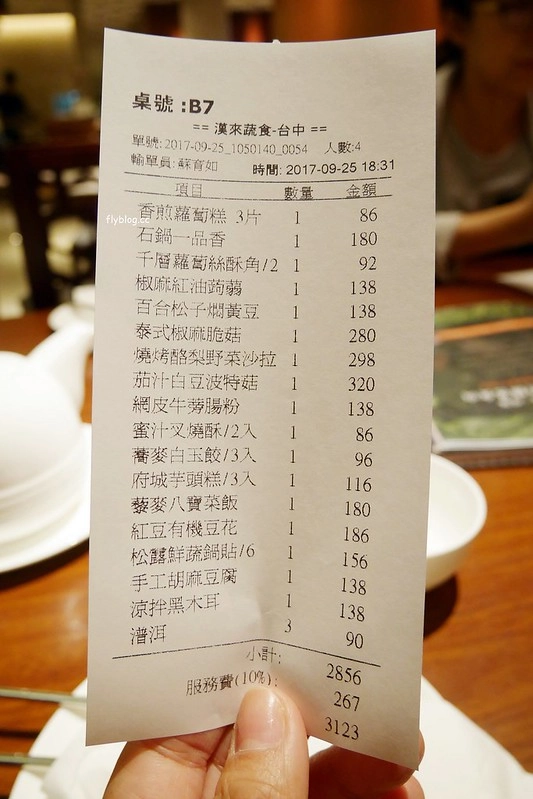 桌號:B7
== 漢來蔬食-台中 ==
單號:2017-09-25_1050140_0054 人數:4
輸單員:蘇育如 時間: 2017-09-25 18:31
項目 數量 金額
flyblog.cc
香煎蘿蔔糕 3片 1 86
石鍋一品香 1 180
千層蘿蔔絲酥角/2 1 92
椒麻紅油蒟蒻 1 138
百台松子燜黃豆 1 138
泰式椒麻脆菇 1 280
燒烤酪梨野菜沙拉 1 298
茄汁白豆波特菇 1 320
網皮牛蒡腸粉 1 138
蜜汁叉燒酥/2入 1 86
蕎麥白玉餃/3入 1 96
府城芋頭糕/3入 1 116
藜麥八寶菜飯 1 180
紅豆有機豆花 1 186
松露鮮蔬鍋貼/6 1 156
手工胡麻豆腐 1 138
涼拌黑木耳 1 138
潽洱 3 90
小計: 2856
服務費(10%): 267
3123